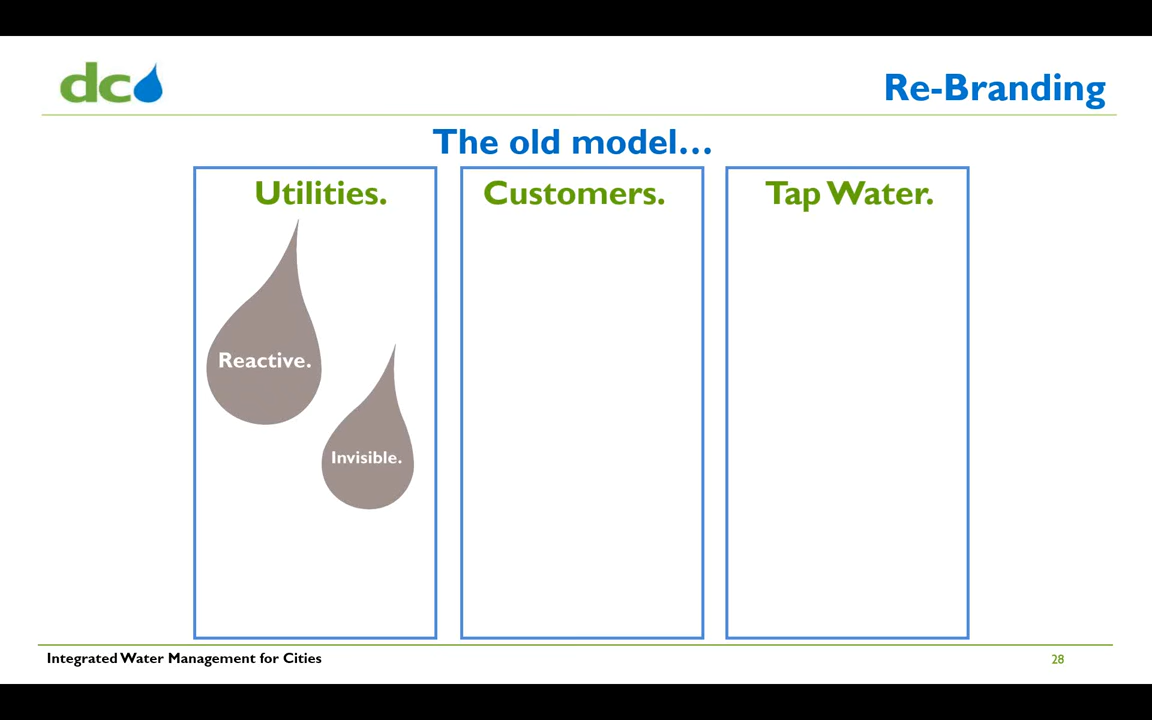 dc
Re-Branding
The old model…
Utilities.
Customers.
Tap Water.
Reactive.
Invisible.
Integrated Water Management for Cities
28